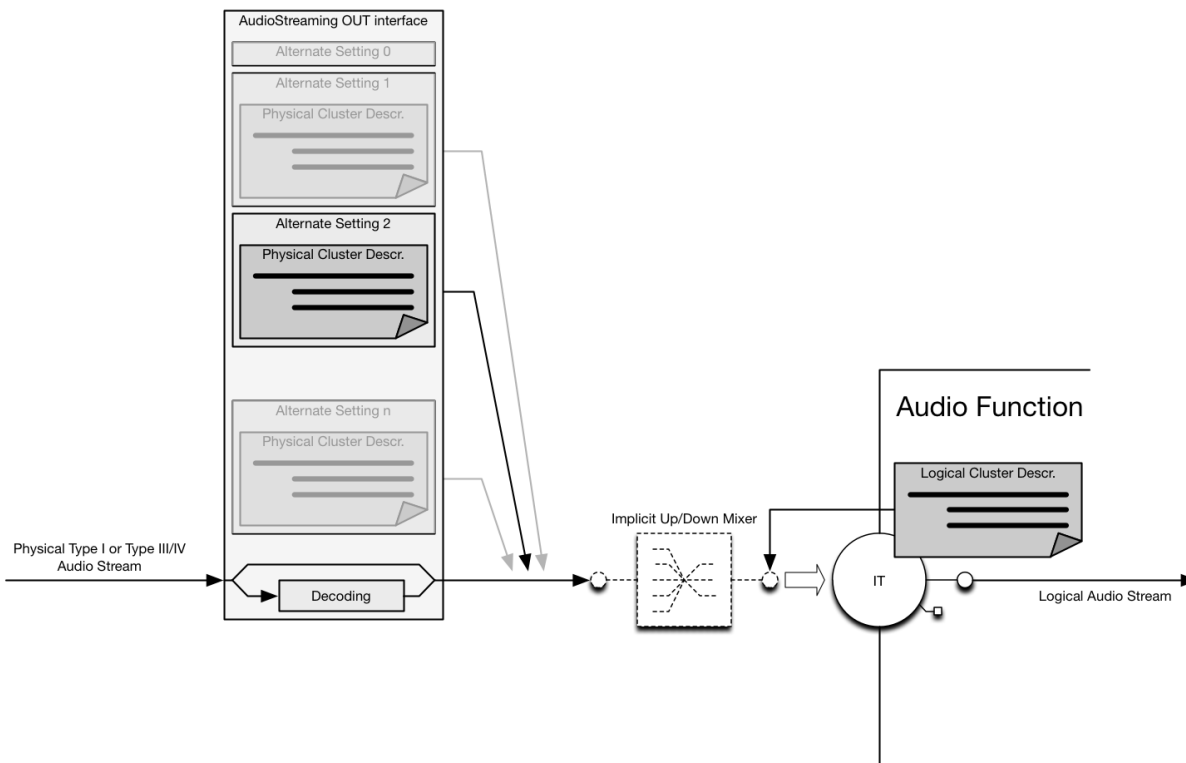 AudioStreaming OUT interface
Alternate Setting 0
Alternate Setting 1
Physical Cluster Descr.
Alternate Setting 2
Physical Cluster Descr.
Alternate Setting n
Physical Cluster Descr.
Physical Type I or Type III/IV
Audio Stream
Decoding
Implicit Up/Down Mixer
Audio Function
Logical Cluster Descr.
IT
Logical Audio Stream